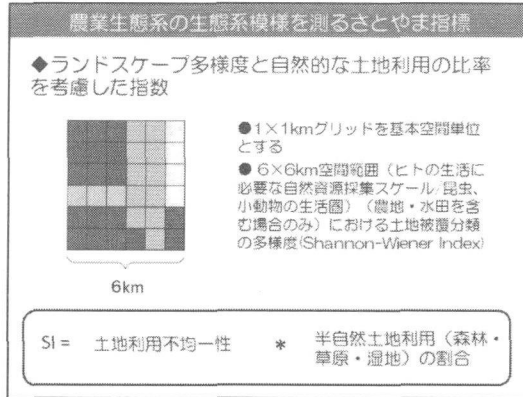 農業生態系の生態系模様を測るさとやま指標
◆ランドスケープ多様度と自然的な土地利用の比率
を考慮した指数
●1×1kmグリッドを基本空間単位
とする
●6×6km空間範囲（ヒトの生活に
必要な自然資源採集スケール/昆虫、
小動物の生活圏）（農地・水田を含
む場合のみ）における土地被覆分類
の多様度(Shannon-Wiener Index)
6km
SI = 土地利用不均一性 * 半自然土地利用（森林・
草原・湿地）の割合